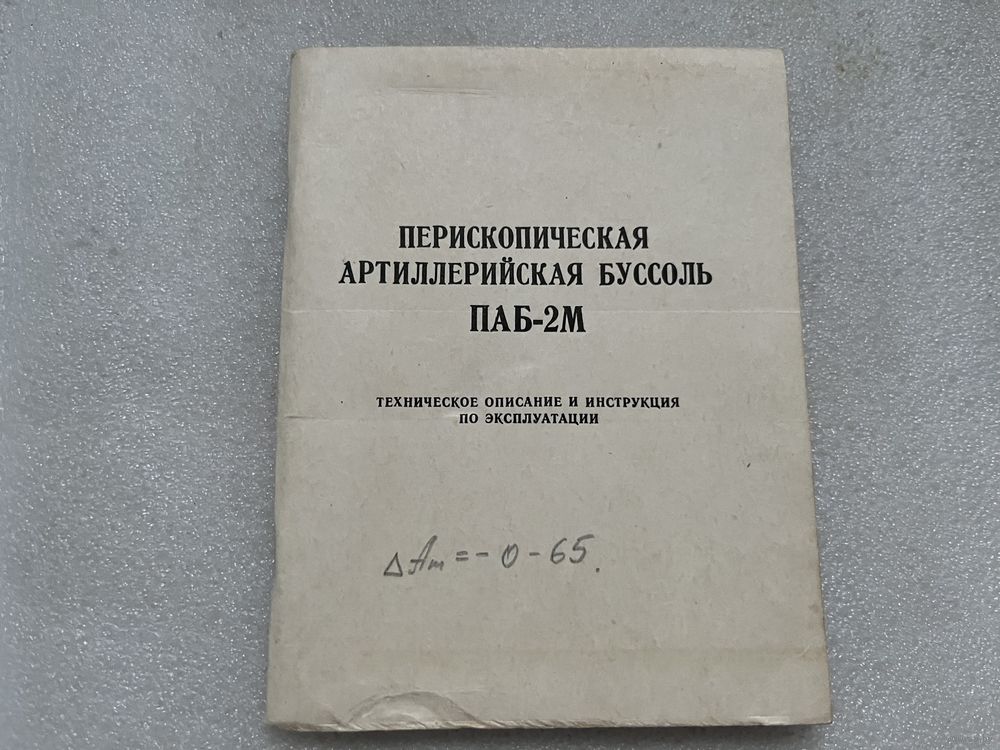 ПЕРИСКОПИЧЕСКАЯ
АРТИЛЛЕРИЙСКАЯ БУССОЛЬ
ПАБ-2М
ТЕХНИЧЕСКОЕ ОПИСАНИЕ И ИНСТРУКЦИЯ
ПО ЭКСПЛУАТАЦИИ
ΔAm = - 0 - 65.